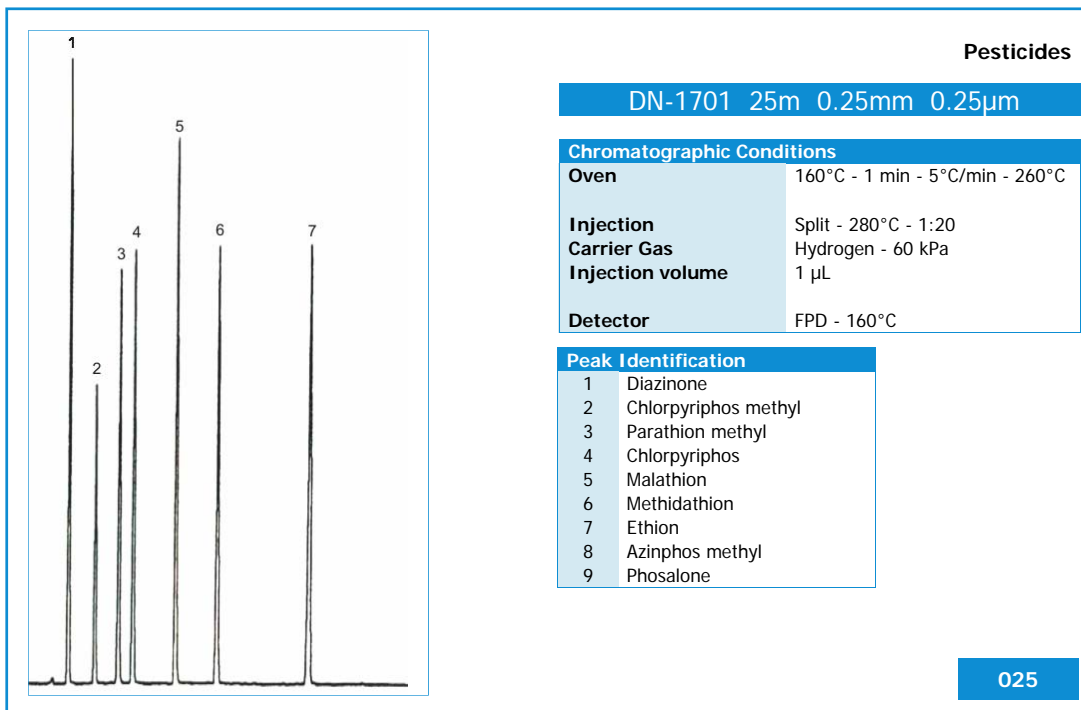 1
5
6
7
4
3
2
Pesticides
DN-1701 25m 0.25mm 0.25µm
Chromatographic Conditions
Oven 160°C - 1 min - 5°C/min - 260°C
Injection Split - 280°C - 1:20
Carrier Gas Hydrogen - 60 kPa
Injection volume 1 µL
Detector FPD - 160°C
Peak Identification
1 Diazinone
2 Chlorpyriphos methyl
3 Parathion methyl
4 Chlorpyriphos
5 Malathion
6 Methidathion
7 Ethion
8 Azinphos methyl
9 Phosalone
025